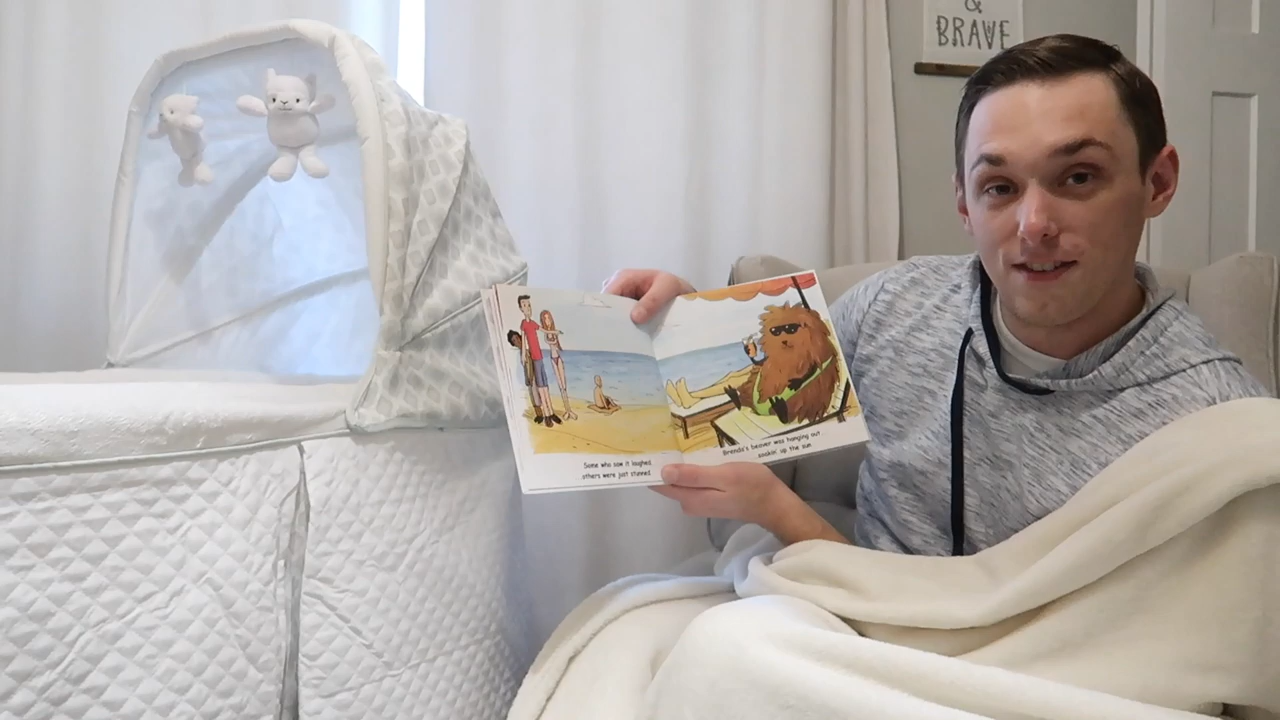 &
BRAVE
Some who saw it laughed,
others were just stunned.
Brenda's beaver was hanging out...
...soakin' up the sun